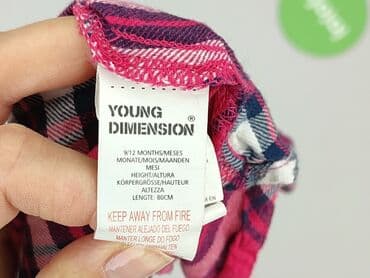 YOUNG
DIMENSION®
9/12 MONTHS/MESES
MONATE/MOIS/MAANDEN
MESI
HEIGHT/ALTURA
KÖRPERGRÖSSE/HAUTEUR
ALTEZZA
LENGTE: 80CM
KEEP AWAY FROM FIRE
MANTENER ALEJADO DEL FUEGO
MANTER LONGE DO FOGO